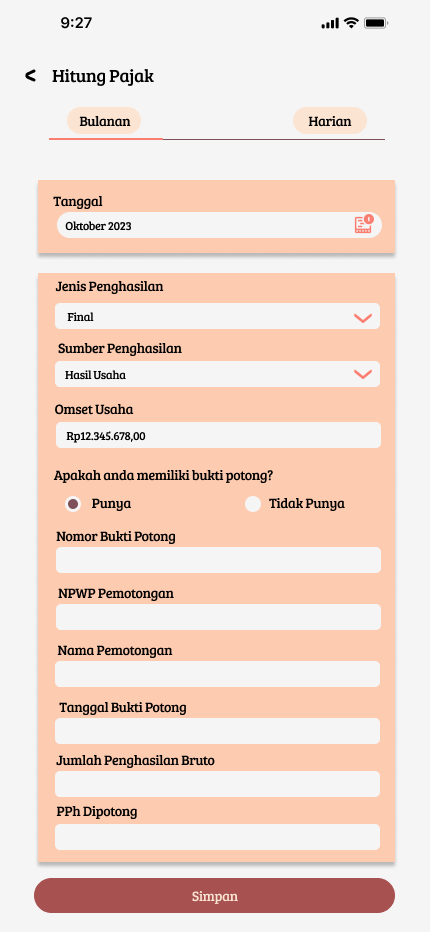 9:27
< Hitung Pajak
Bulanan Harian
Tanggal
Oktober 2023
Jenis Penghasilan
Final
Sumber Penghasilan
Hasil Usaha
Omset Usaha
Rp12.345.678,00
Apakah anda memiliki bukti potong?
Punya Tidak Punya
Nomor Bukti Potong
NPWP Pemotongan
Nama Pemotongan
Tanggal Bukti Potong
Jumlah Penghasilan Bruto
PPh Dipotong
Simpan